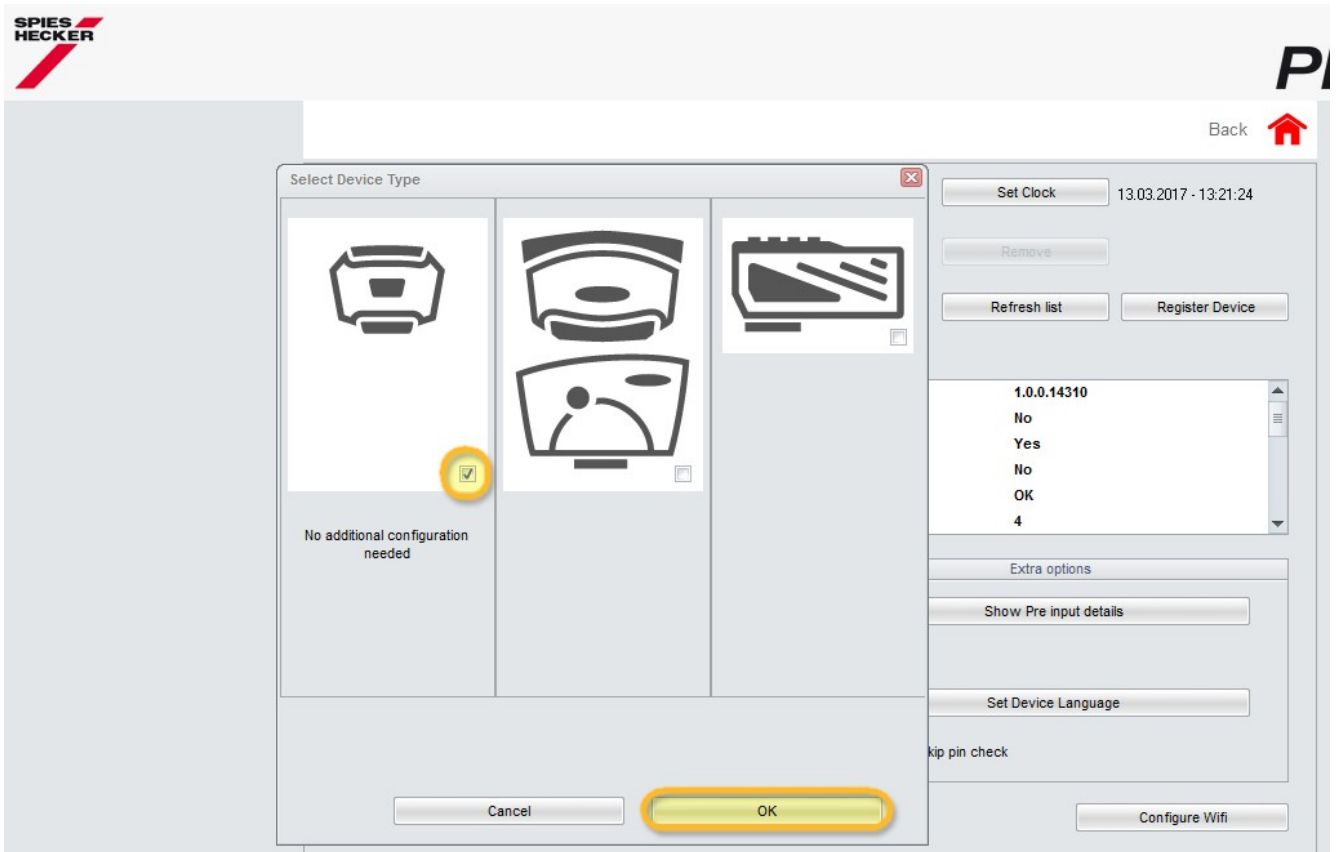 SPIES
HECKER
Back
Select Device Type
Set Clock
13.03.2017 - 13:21:24
Remove
Refresh list
Register Device
1.0.0.14310
No
Yes
No
OK
4
No additional configuration
needed
Extra options
Show Pre input details
Set Device Language
kip pin check
Cancel
OK
Configure Wifi